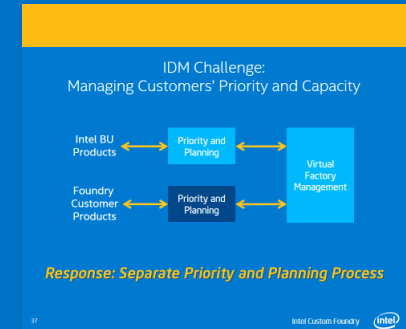 IDM Challenge:
Managing Customers' Priority and Capacity
Intel BU
Products
Priority and
Planning
Virtual
Factory
Management
Foundry
Customer
Products
Priority and
Planning
Response: Separate Priority and Planning Process
37
Intel Custom Foundry
intel